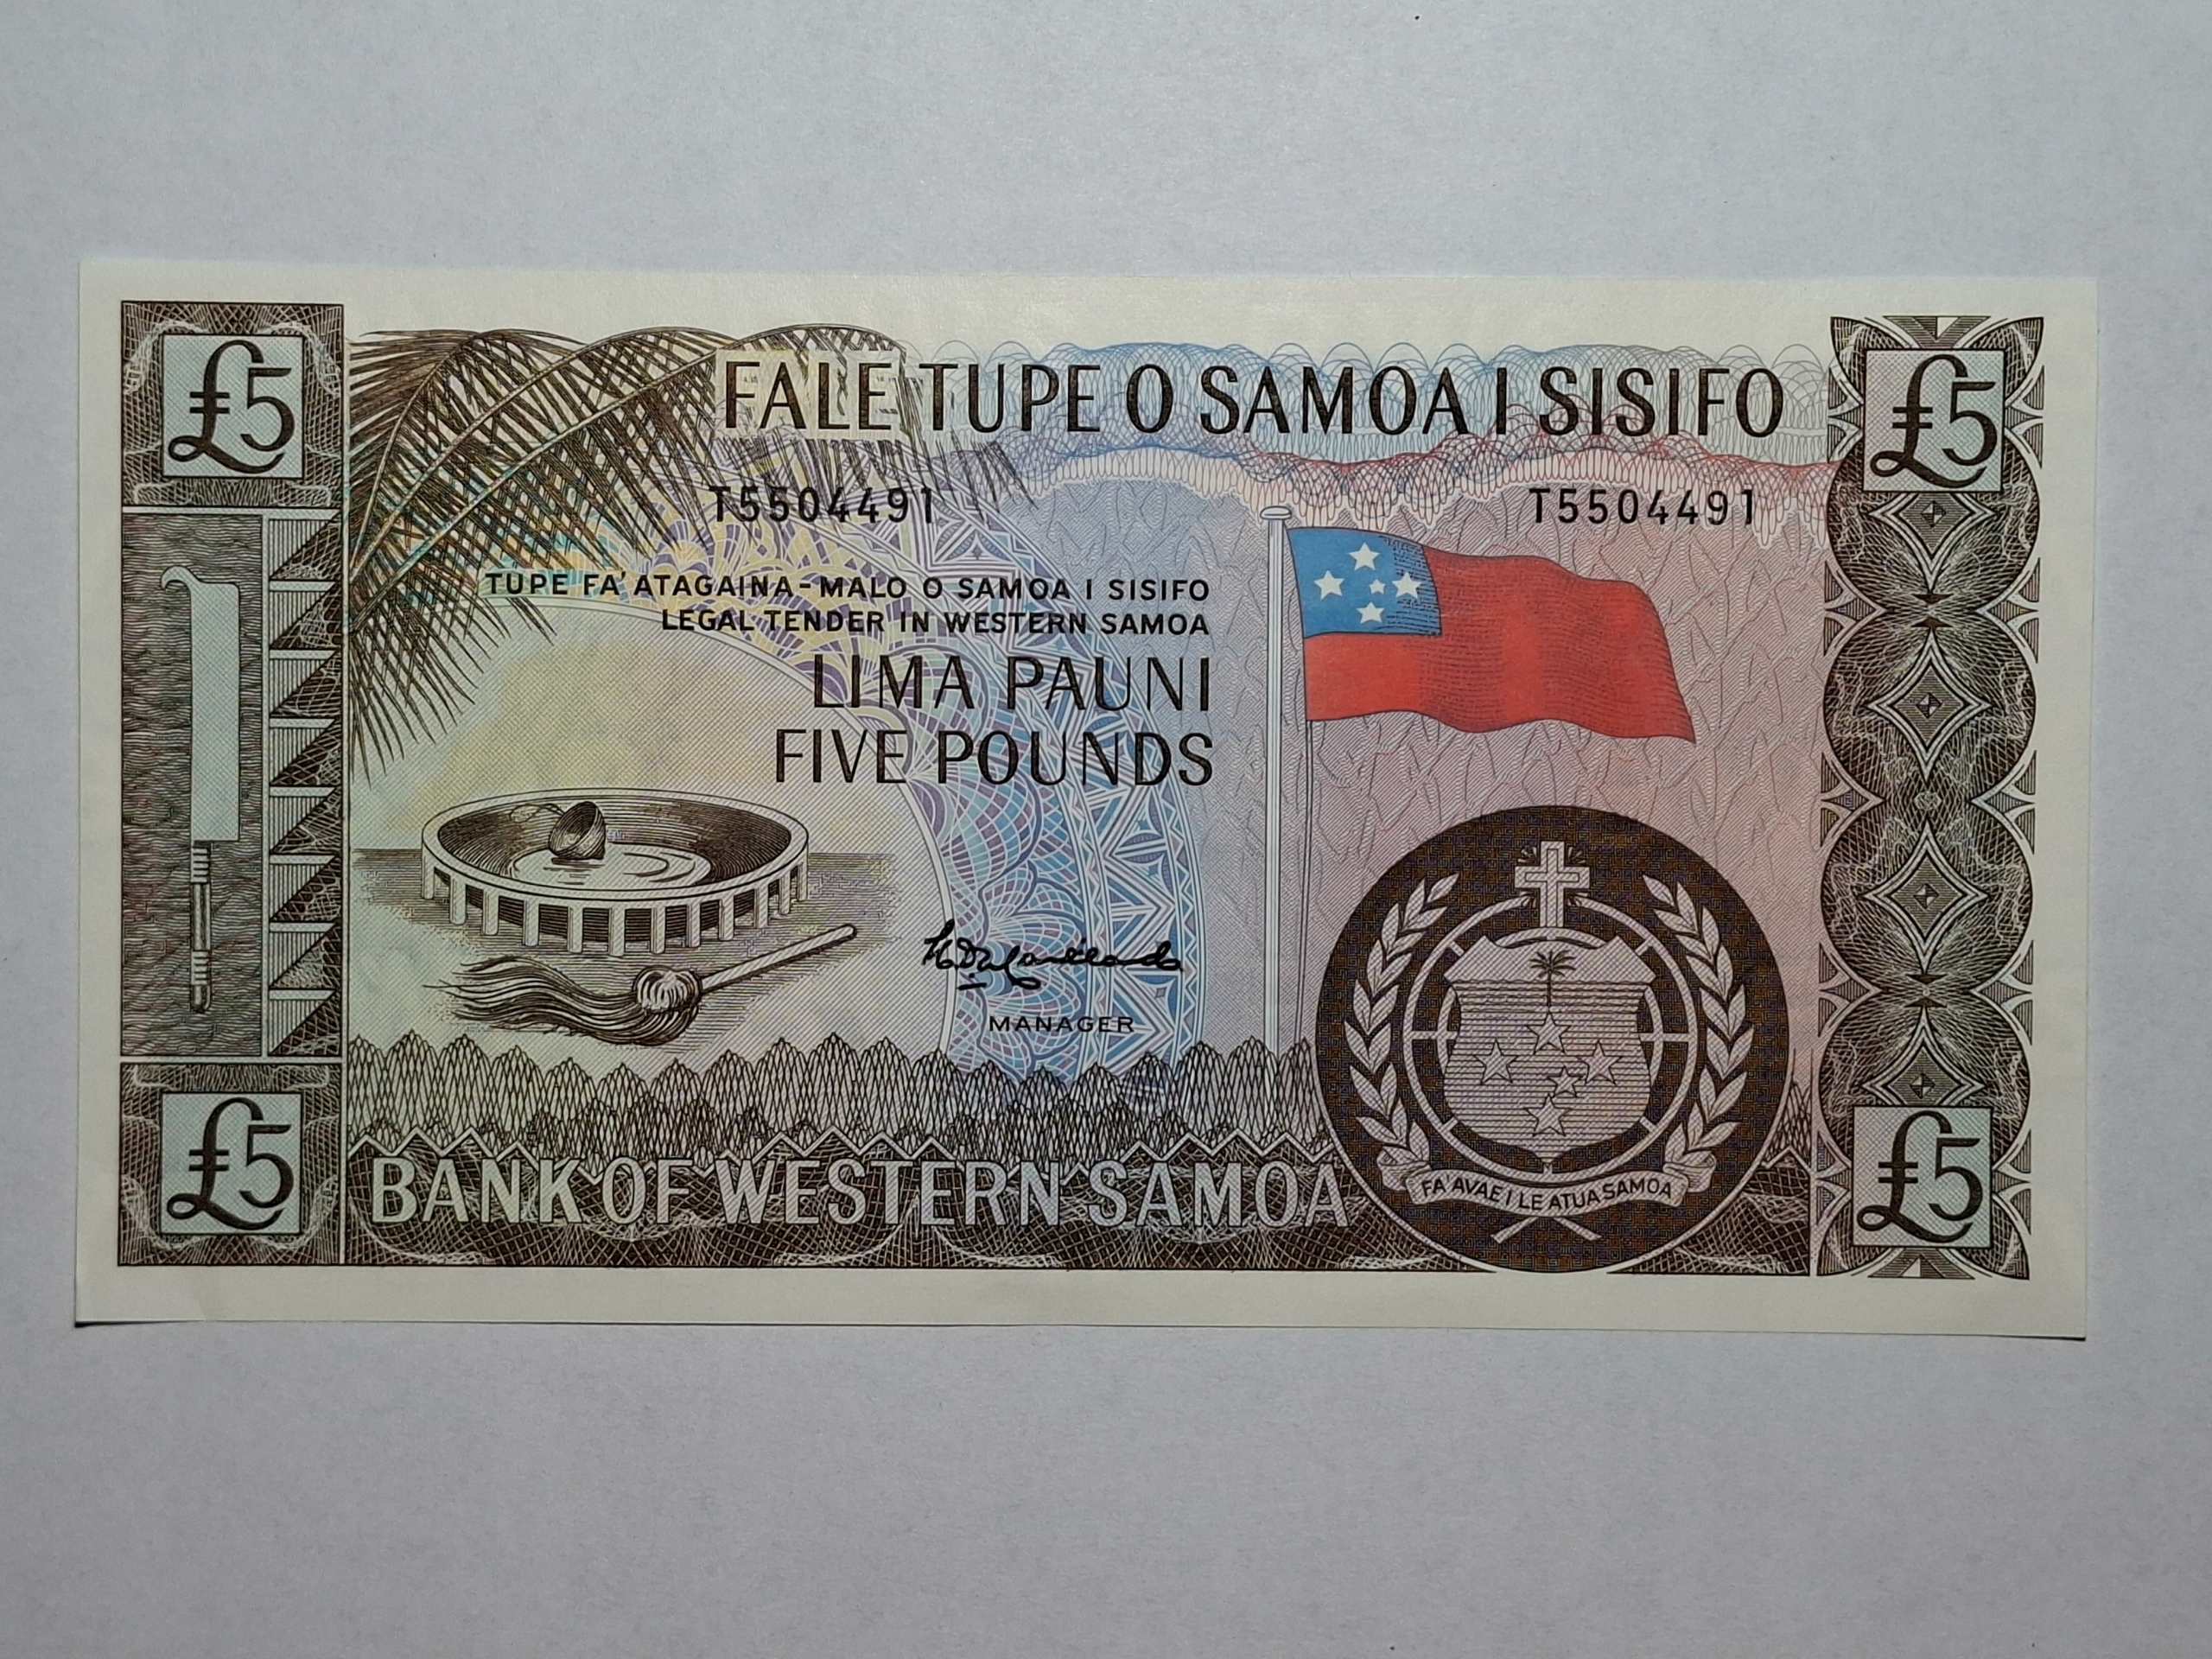 £5
FALE TUPE O SAMOA I SISIFO
£5
T5504491
T5504491
TUPE FA'ATAGAINA-MALO O SAMOA I SISIFO
LEGAL TENDER IN WESTERN SAMOA
LIMA PAUNI
FIVE POUNDS
MANAGER
£5
BANK OF WESTERN SAMOA
FA'AVAE I LE ATUA SAMOA
£5